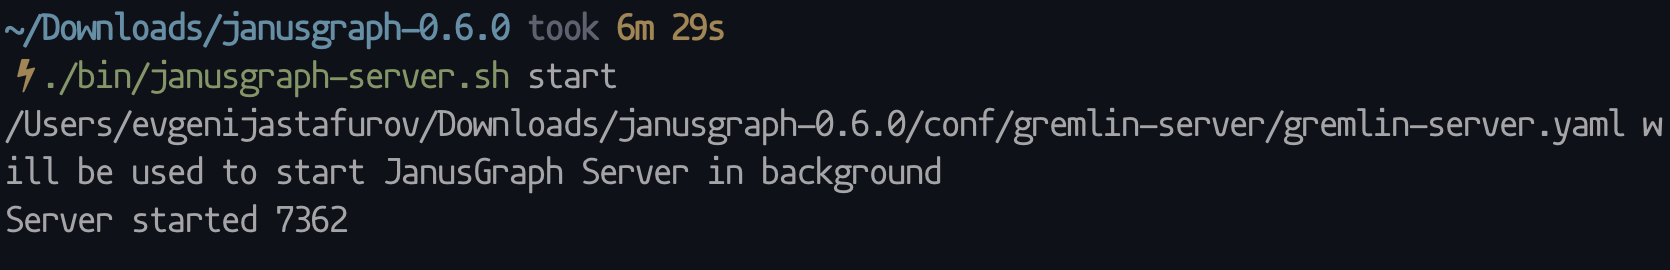 ~/Downloads/janusgraph-0.6.0 took 6m 29s
./bin/janusgraph-server.sh start
/Users/evgenijastafurov/Downloads/janusgraph-0.6.0/conf/gremlin-server/gremlin-server.yaml w
ill be used to start JanusGraph Server in background
Server started 7362